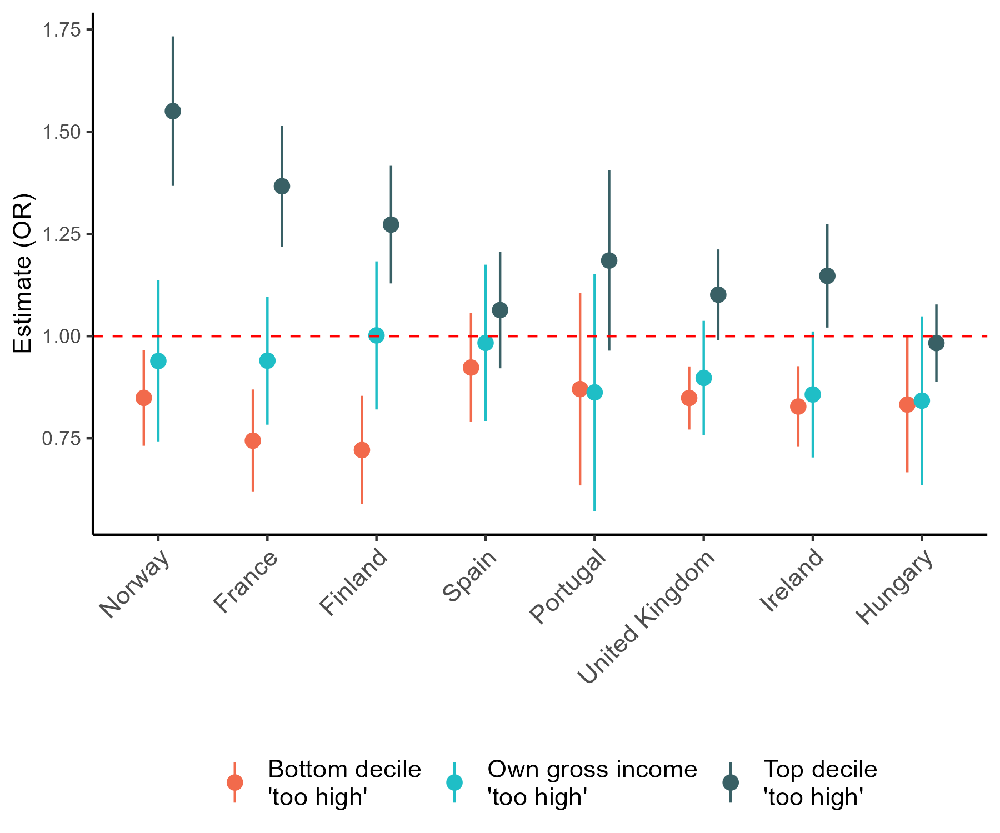 1.75
1.50
1.25
1.00
0.75
Estimate (OR)
Norway
France
Finland
Spain
Portugal
United Kingdom
Ireland
Hungary
Bottom decile
'too high'
Own gross income
'too high'
Top decile
'too high'